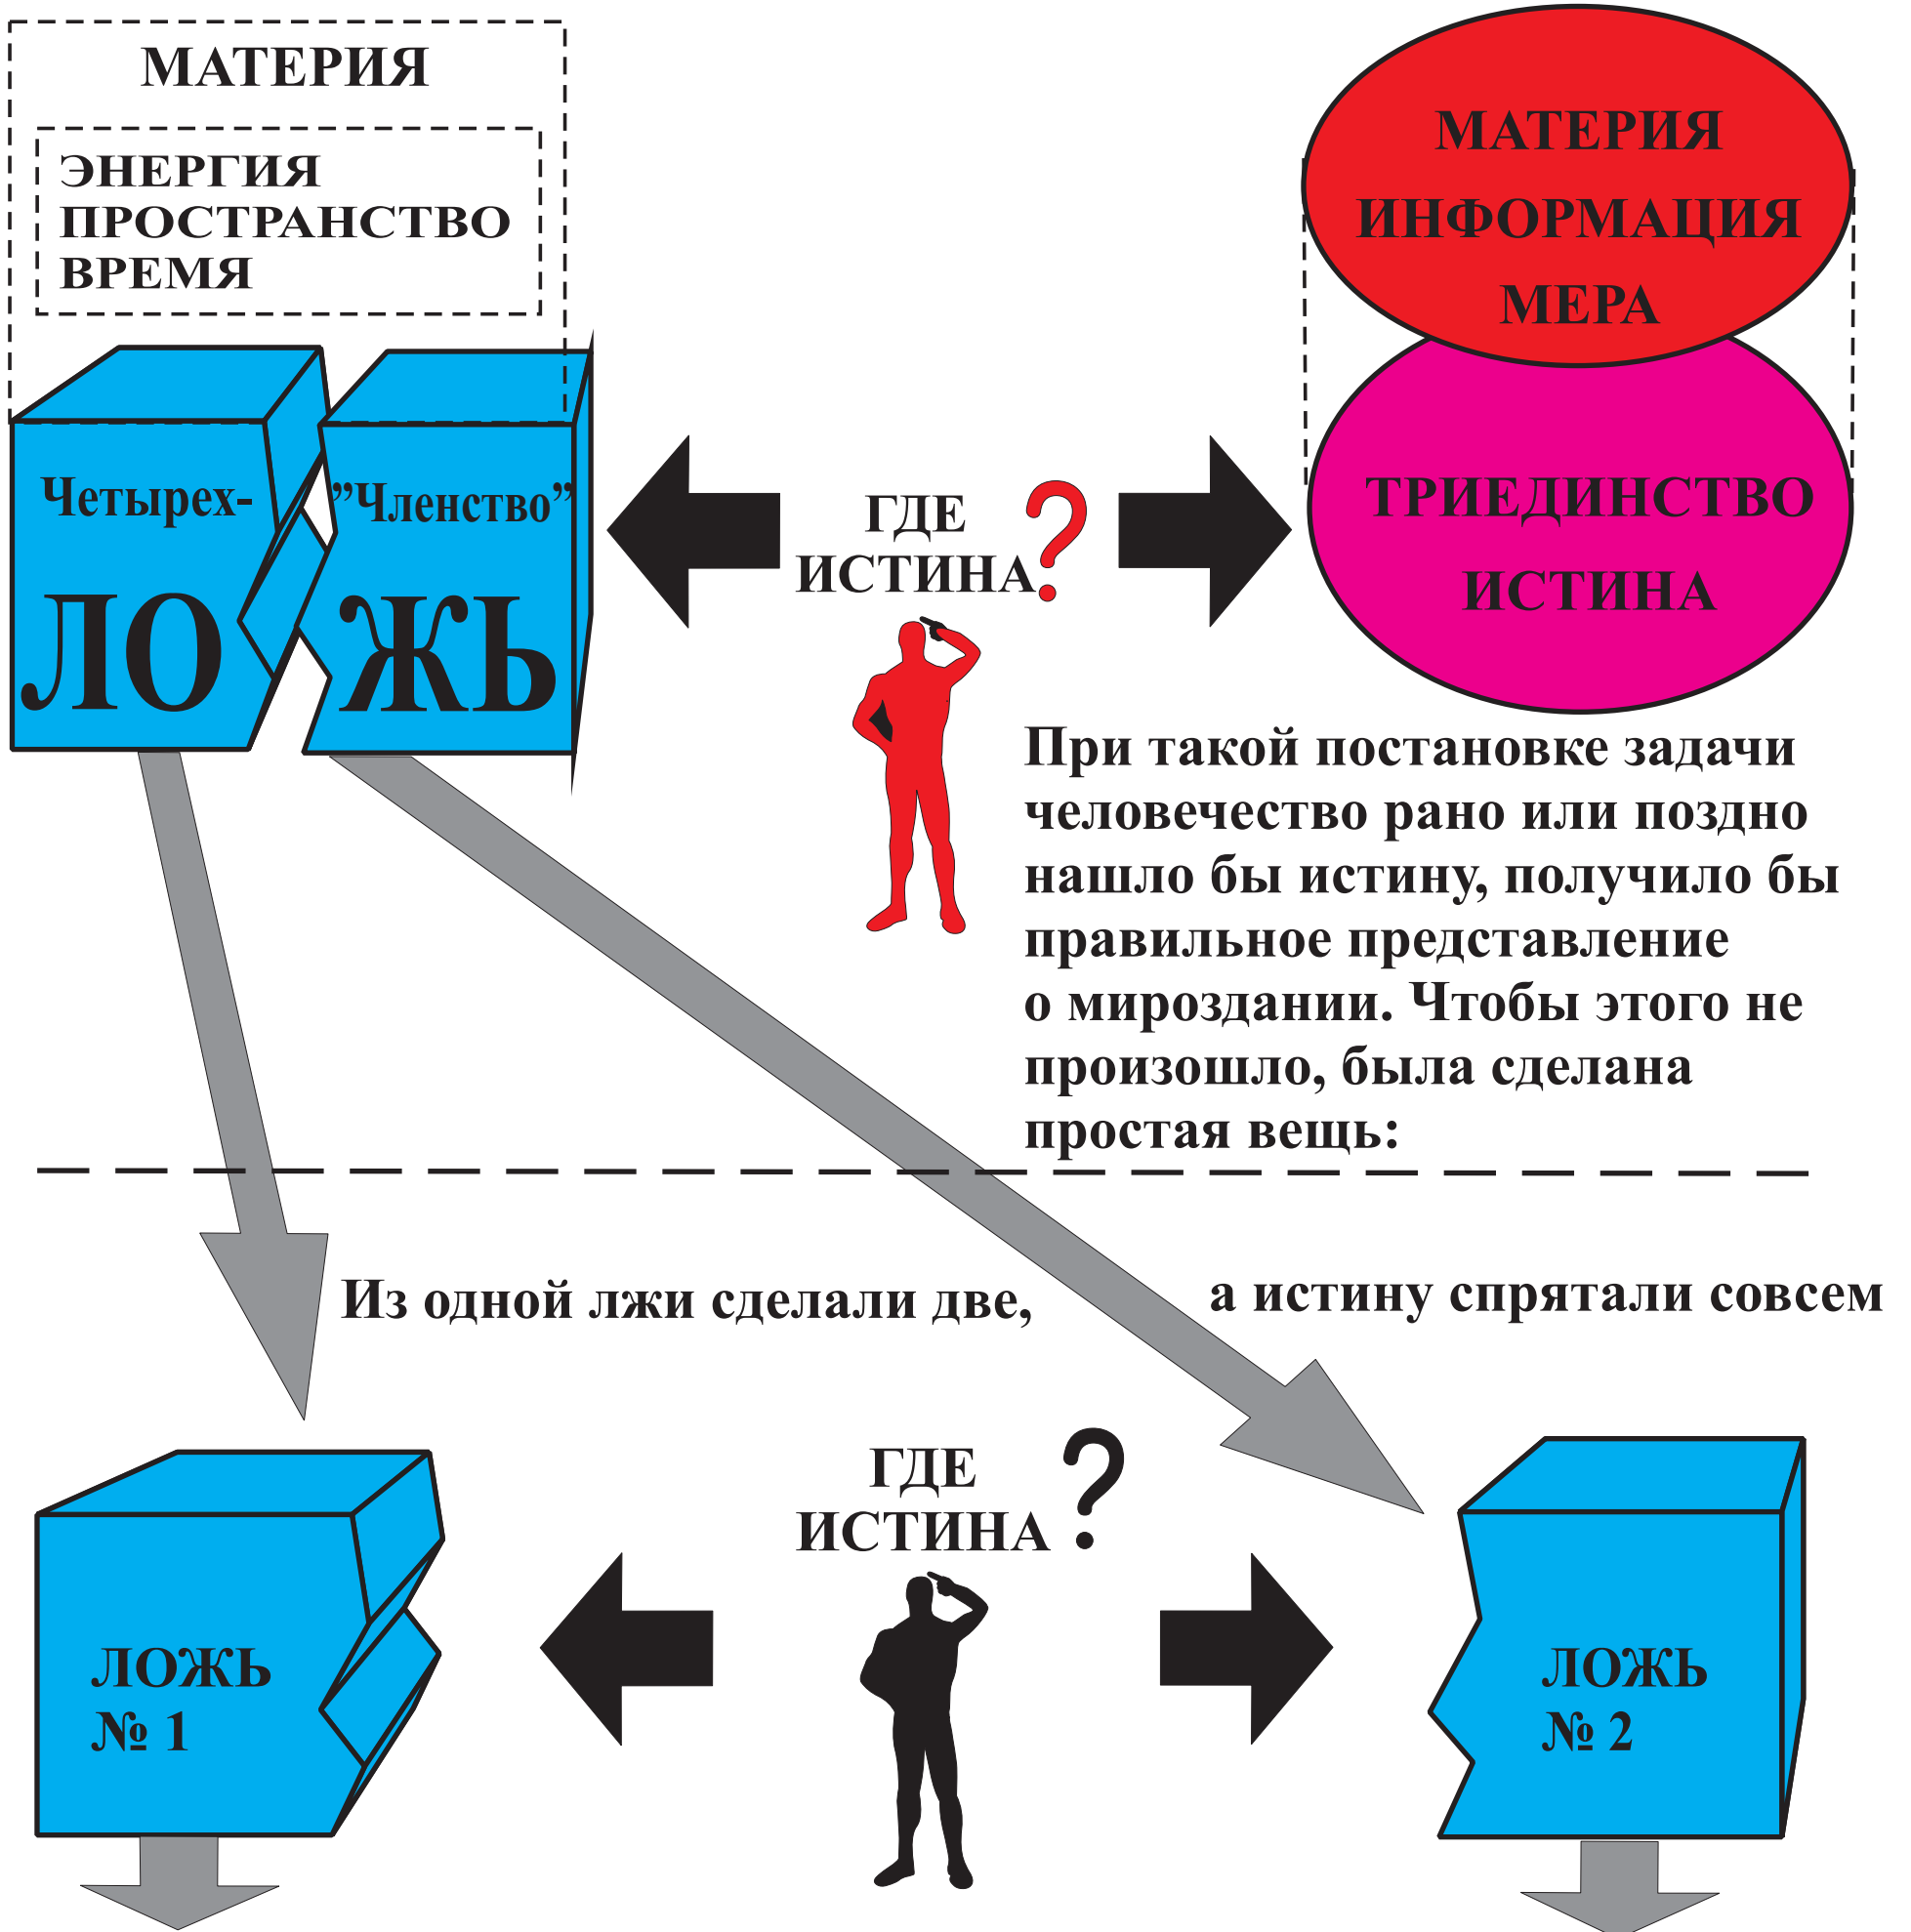 МАТЕРИЯ
ЭНЕРГИЯ
ПРОСТРАНСТВО
ВРЕМЯ
Четырех-
ЛО
”Членство”
ЖЬ
ГДЕ
ИСТИНА?
МАТЕРИЯ
ИНФОРМАЦИЯ
МЕРА
ТРИЕДИНСТВО
ИСТИНА
При такой постановке задачи
человечество рано или поздно
нашло бы истину, получило бы
правильное представление
о мироздании. Чтобы этого не
произошло, была сделана
простая вещь:
Из одной лжи сделали две,
а истину спрятали совсем
ГДЕ
ИСТИНА?
ЛОЖЬ
№ 1
ЛОЖЬ
№ 2